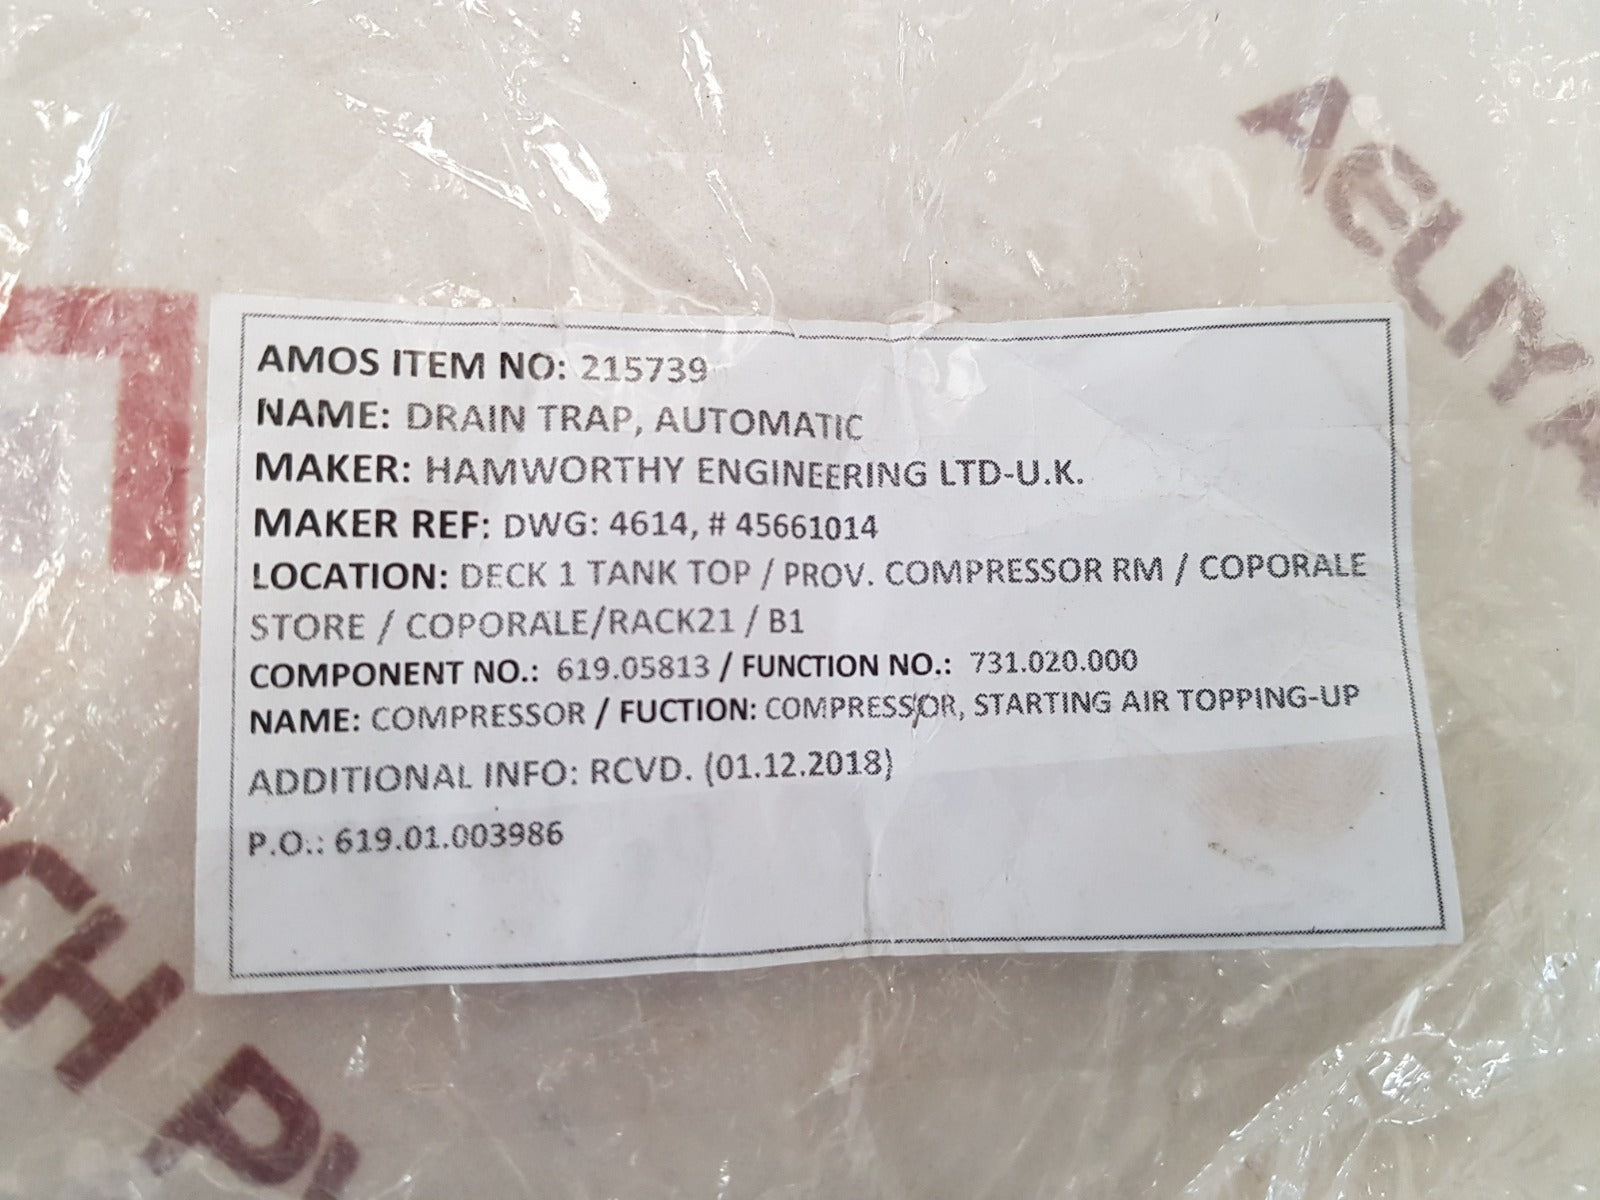 AMOS ITEM NO: 215739
NAME: DRAIN TRAP, AUTOMATIC
MAKER: HAMWORTHY ENGINEERING LTD-U.K.
MAKER REF: DWG: 4614, # 45661014
LOCATION: DECK 1 TANK TOP / PROV. COMPRESSOR RM / COPORALE
STORE / COPORALE/RACK21 / B1
COMPONENT NO.: 619.05813 / FUNCTION NO.: 731.020.000
NAME: COMPRESSOR / FUCTION: COMPRESSOR, STARTING AIR TOPPING-UP
ADDITIONAL INFO: RCVD. (01.12.2018)
P.O.: 619.01.003986